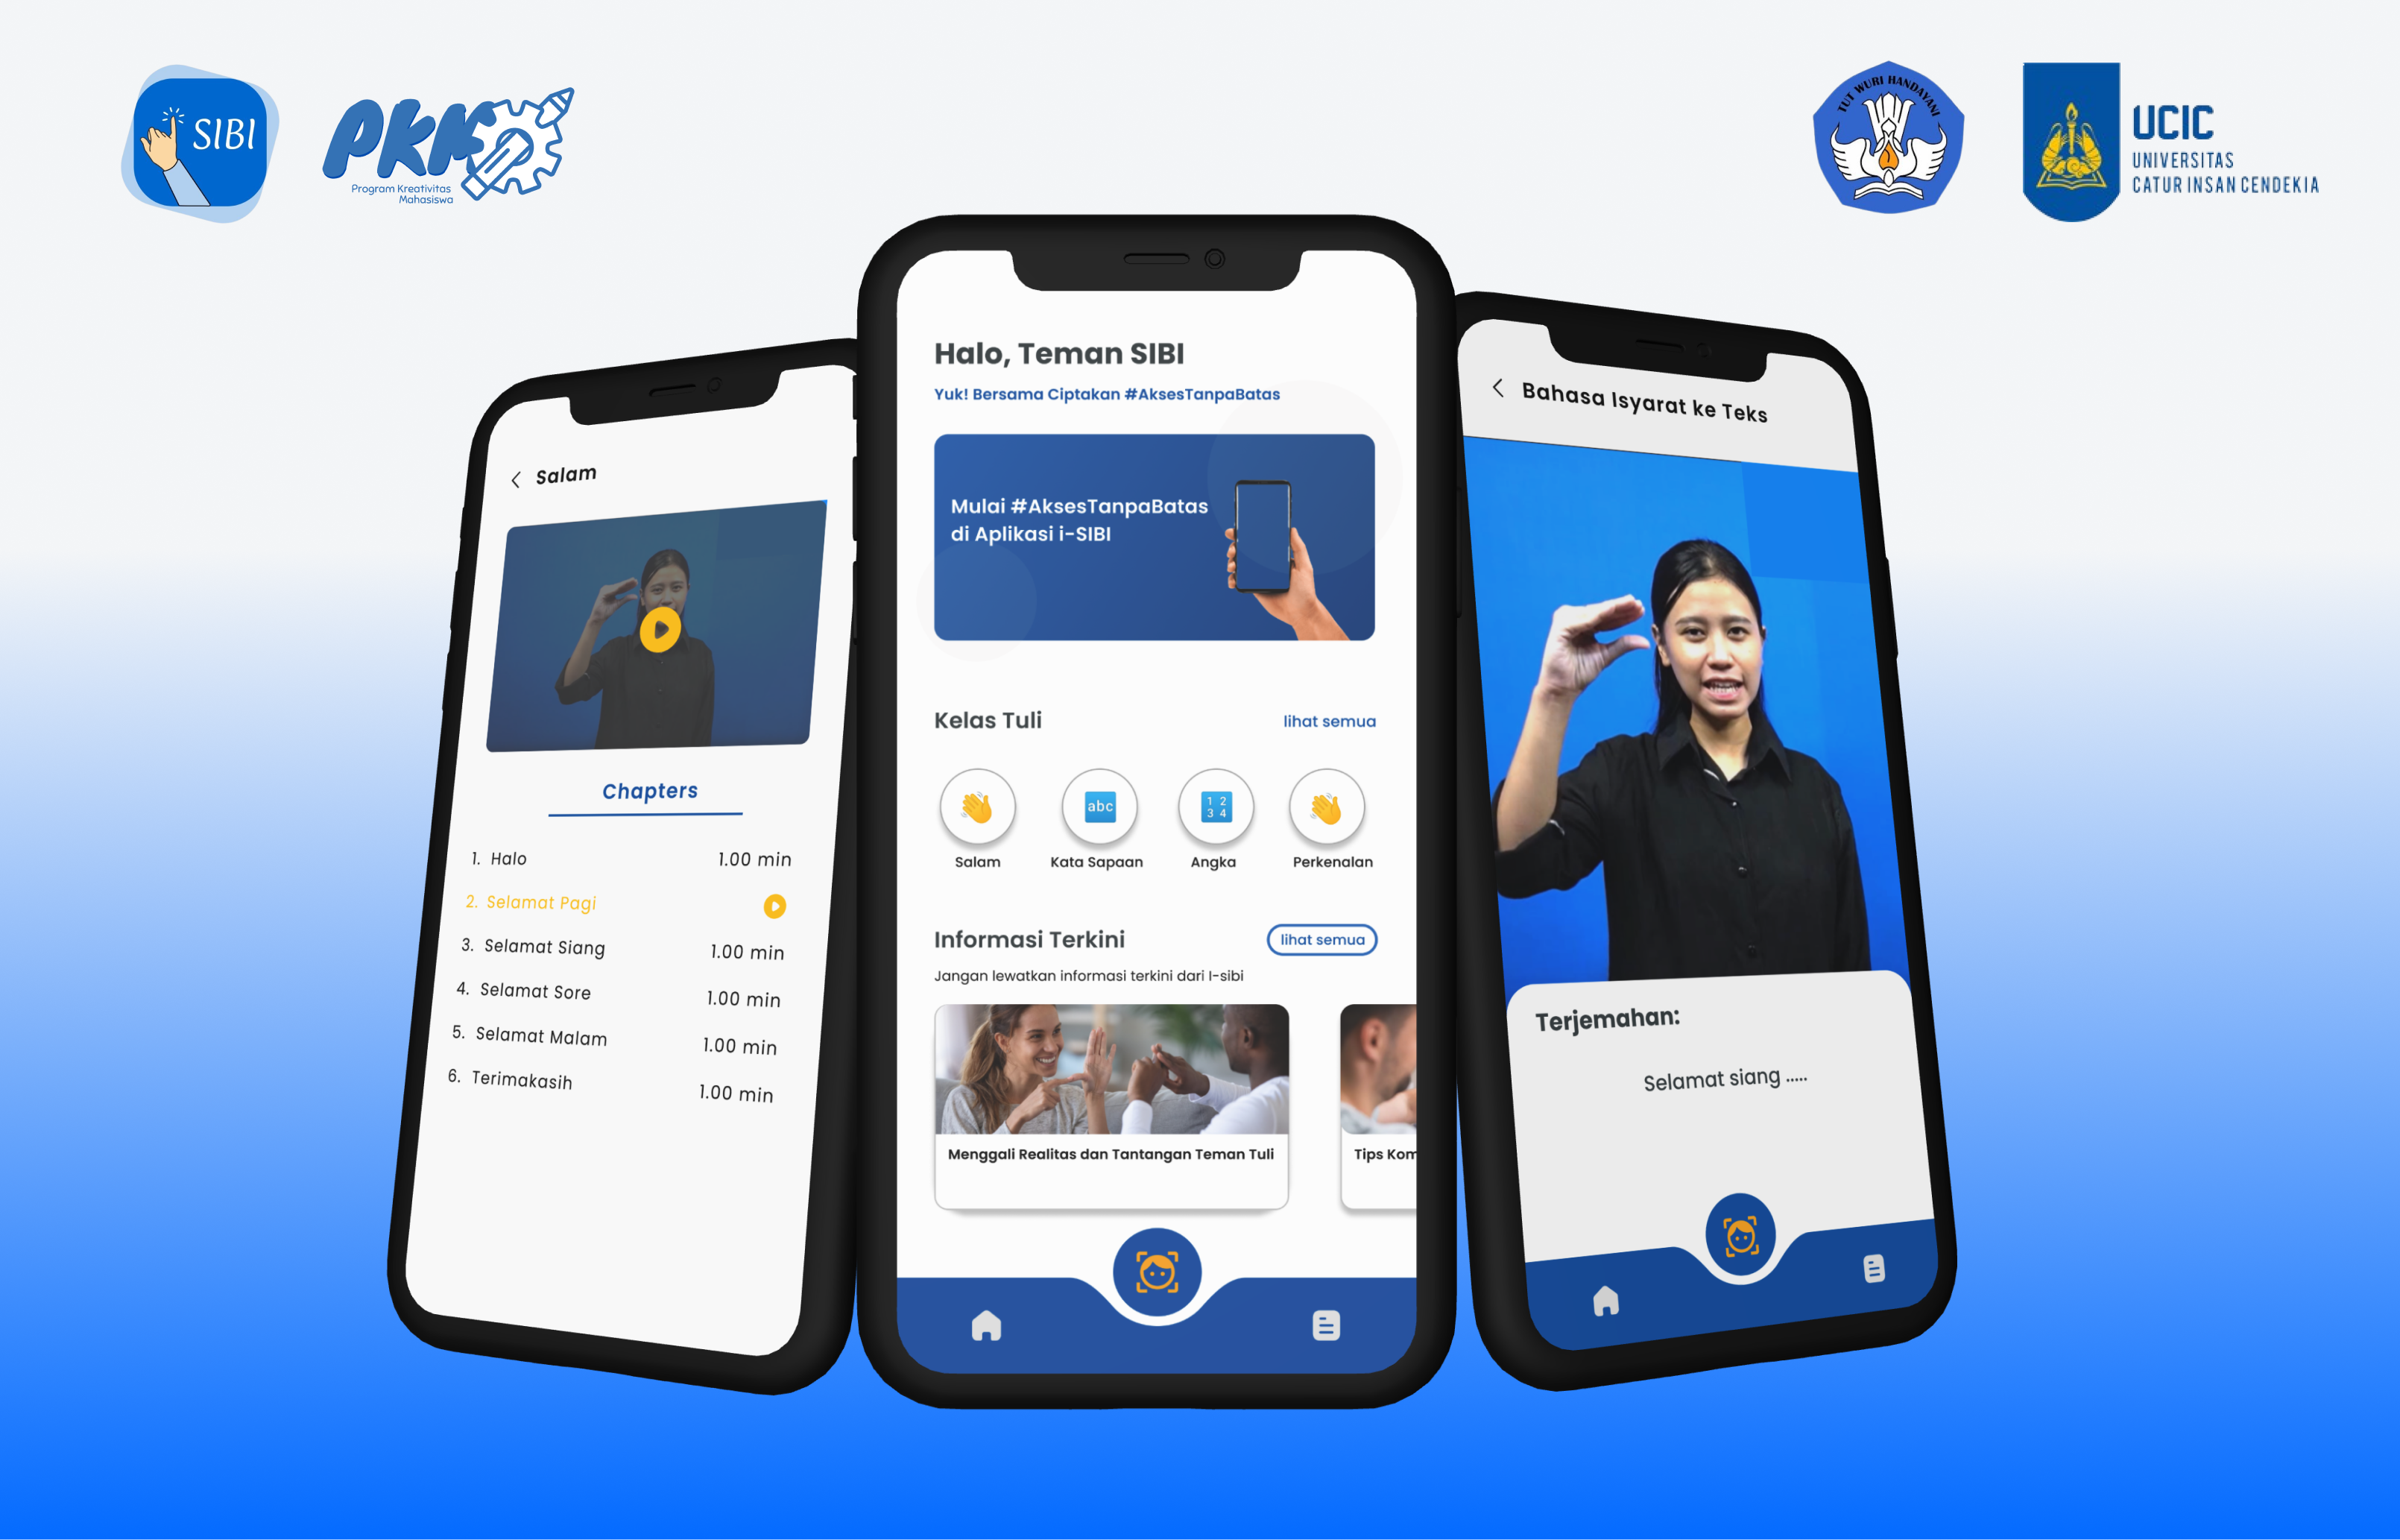 SIBI
PKM
Program Kreativitas
Mahasiswa
TUT WURI HANDAYANI
UCIC
UNIVERSITAS
CATUR INSAN CENDEKIA
Salam
Chapters
1. Halo 1.00 min
2. Selamat Pagi
3. Selamat Siang 1.00 min
4. Selamat Sore 1.00 min
5. Selamat Malam 1.00 min
6. Terimakasih 1.00 min
Halo, Teman SIBI
Yuk! Bersama Ciptakan #AksesTanpaBatas
Mulai #AksesTanpaBatas
di Aplikasi i-SIBI
Kelas Tuli lihat semua
abc
1 2
3 4
Salam Kata Sapaan Angka Perkenalan
Informasi Terkini lihat semua
Jangan lewatkan informasi terkini dari I-sibi
Menggali Realitas dan Tantangan Teman Tuli
Tips Kom
Bahasa Isyarat ke Teks
Terjemahan:
Selamat siang .....